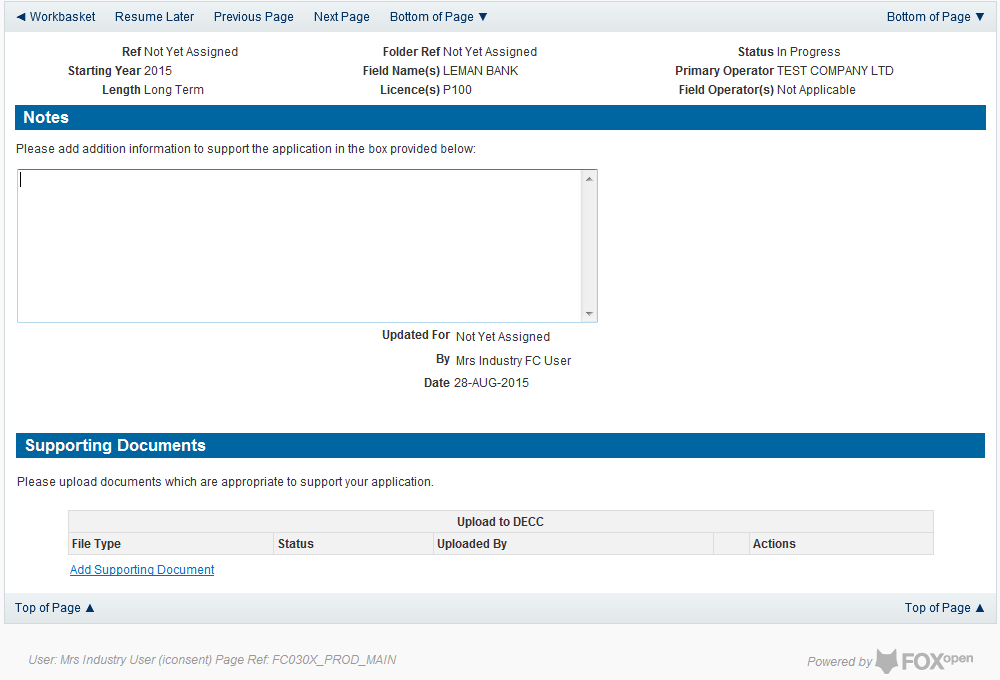 ◄ Workbasket Resume Later Previous Page Next Page Bottom of Page ▼ Bottom of Page ▼
Ref Not Yet Assigned Folder Ref Not Yet Assigned Status In Progress
Starting Year 2015 Field Name(s) LEMAN BANK Primary Operator TEST COMPANY LTD
Length Long Term Licence(s) P100 Field Operator(s) Not Applicable
Notes
Please add addition information to support the application in the box provided below:
Updated For Not Yet Assigned
By Mrs Industry FC User
Date 28-AUG-2015
Supporting Documents
Please upload documents which are appropriate to support your application.
Upload to DECC
File Type Status Uploaded By Actions
Add Supporting Document
Top of Page ▲ Top of Page ▲
User: Mrs Industry User (iconsent) Page Ref: FC030X_PROD_MAIN Powered by FOXopen